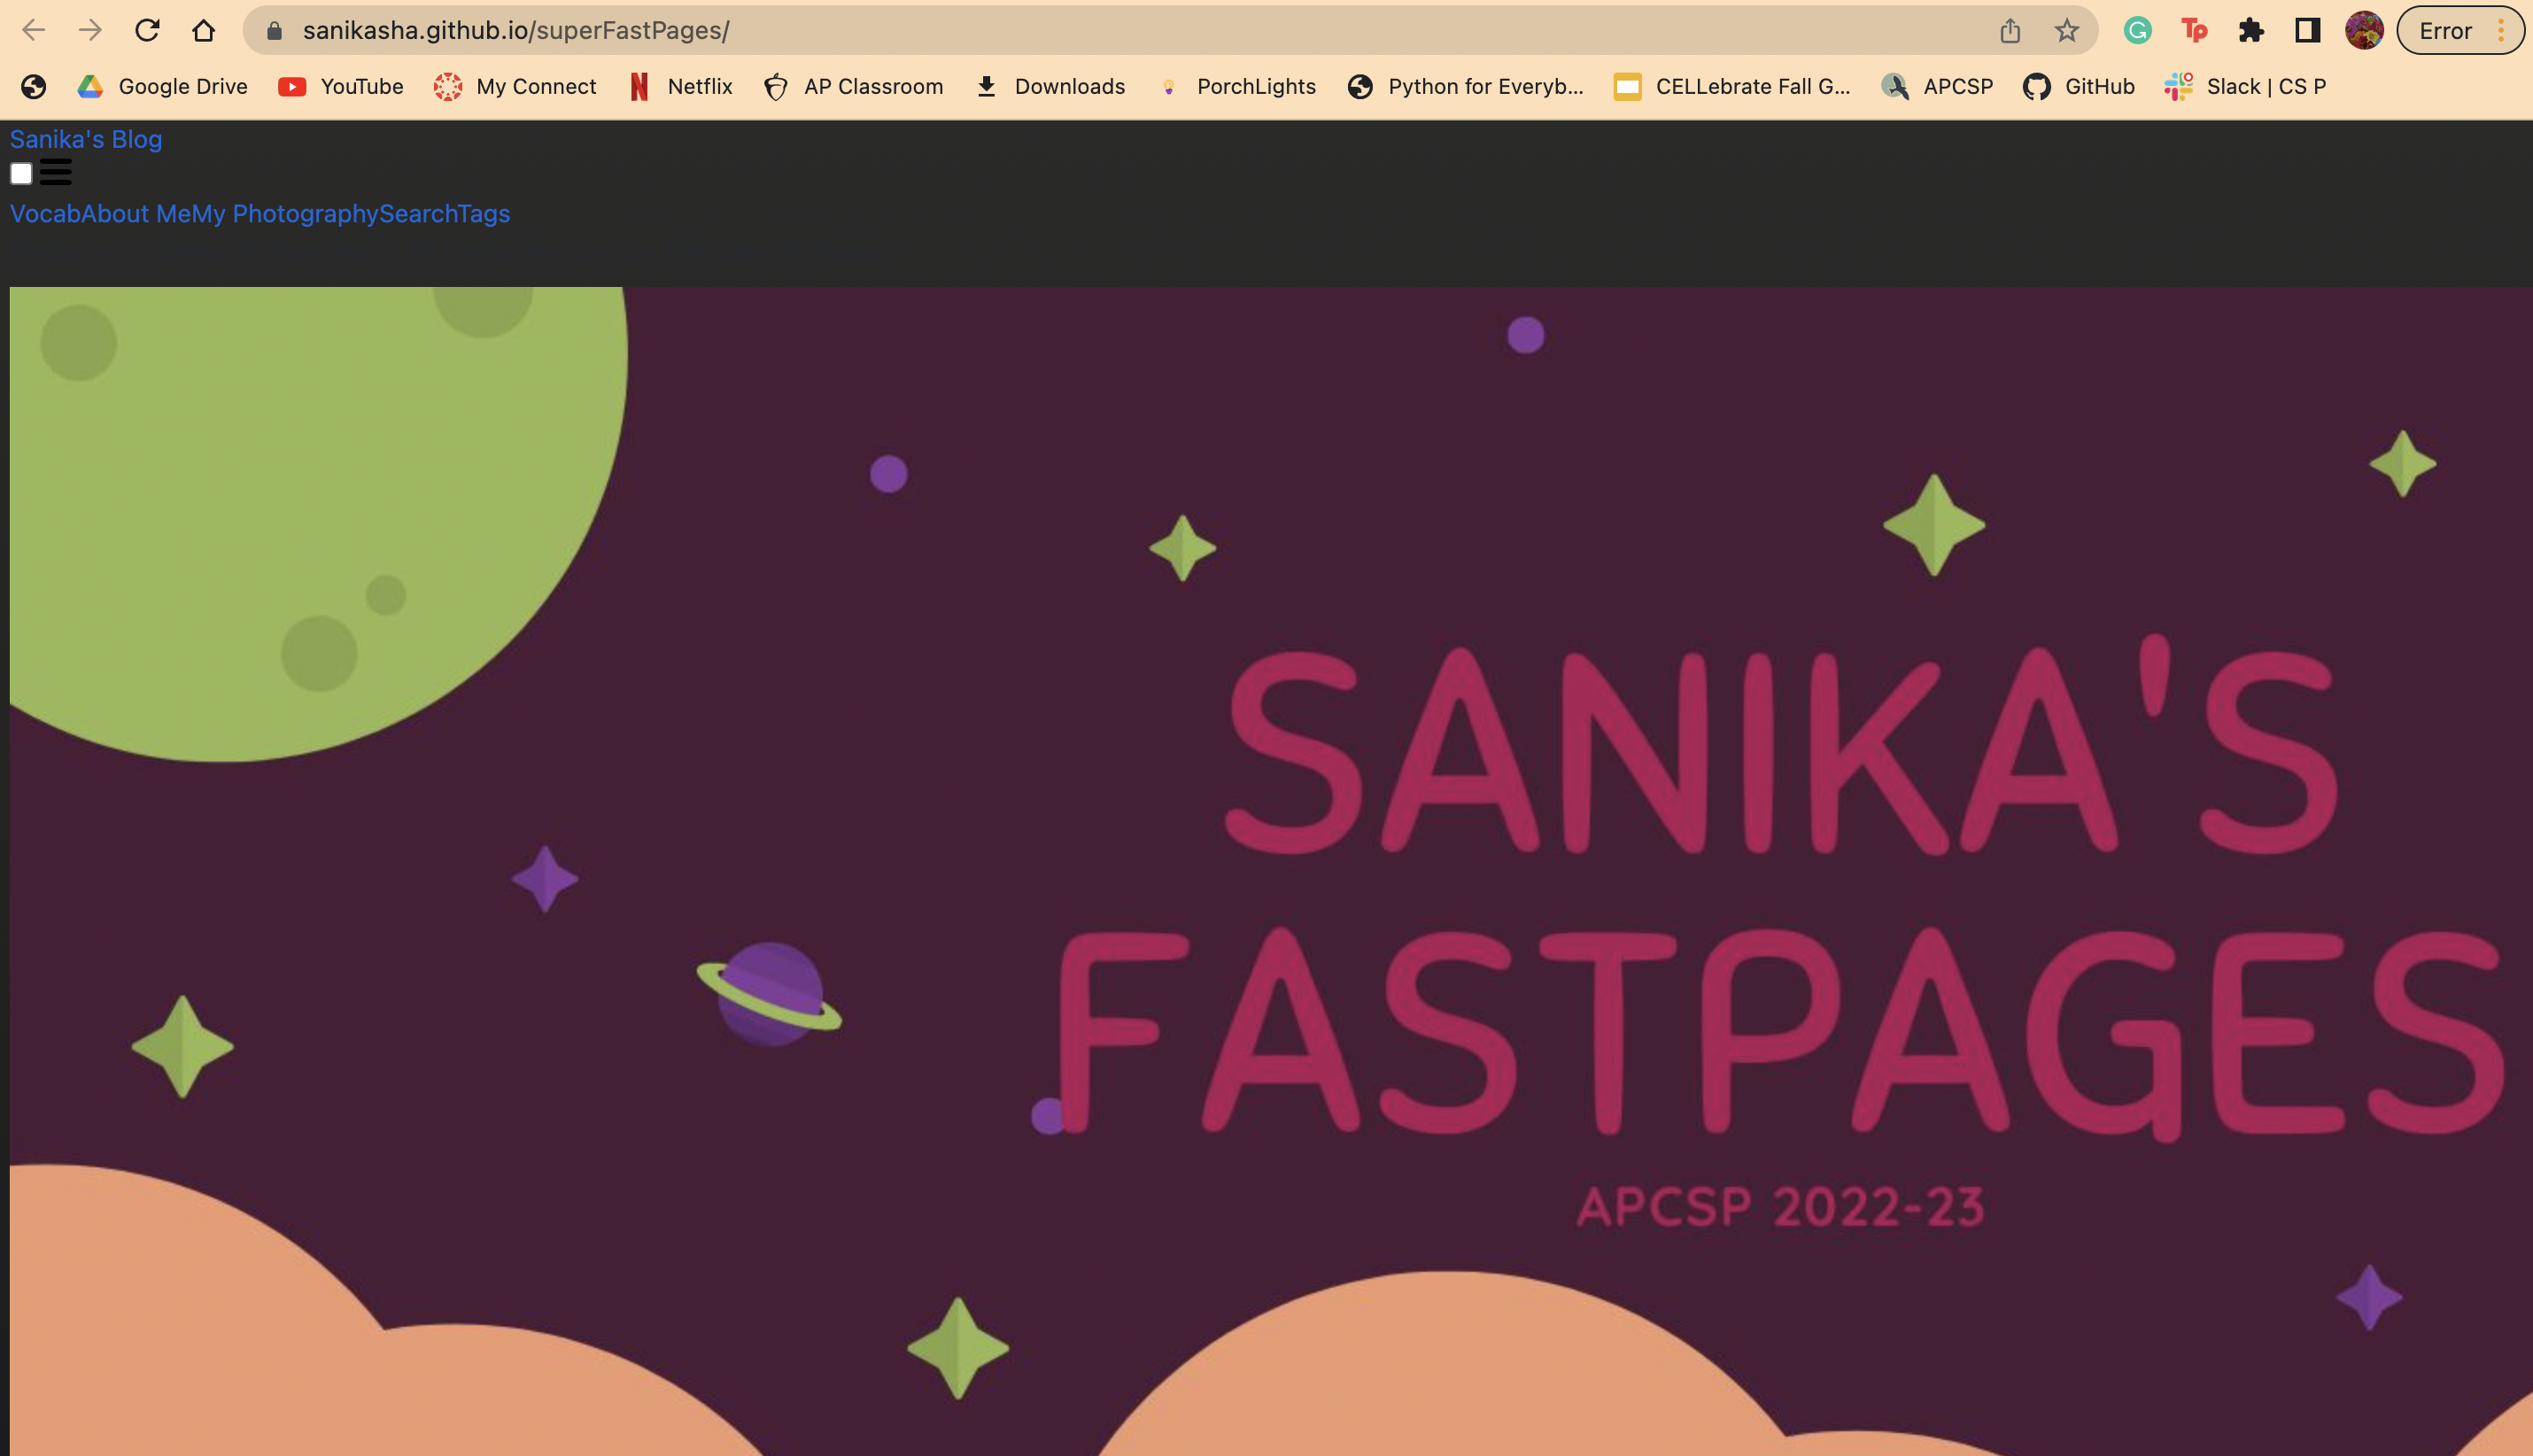 sanikasha.github.io/superFastPages/ Error
Google Drive YouTube My Connect Netflix AP Classroom Downloads PorchLights Python for Everyb... CELLebrate Fall G... APCSP GitHub Slack | CS P
Sanika's Blog
VocabAbout MeMy PhotographySearchTags
SANIKA'S
FASTPAGES
APCSP 2022-23